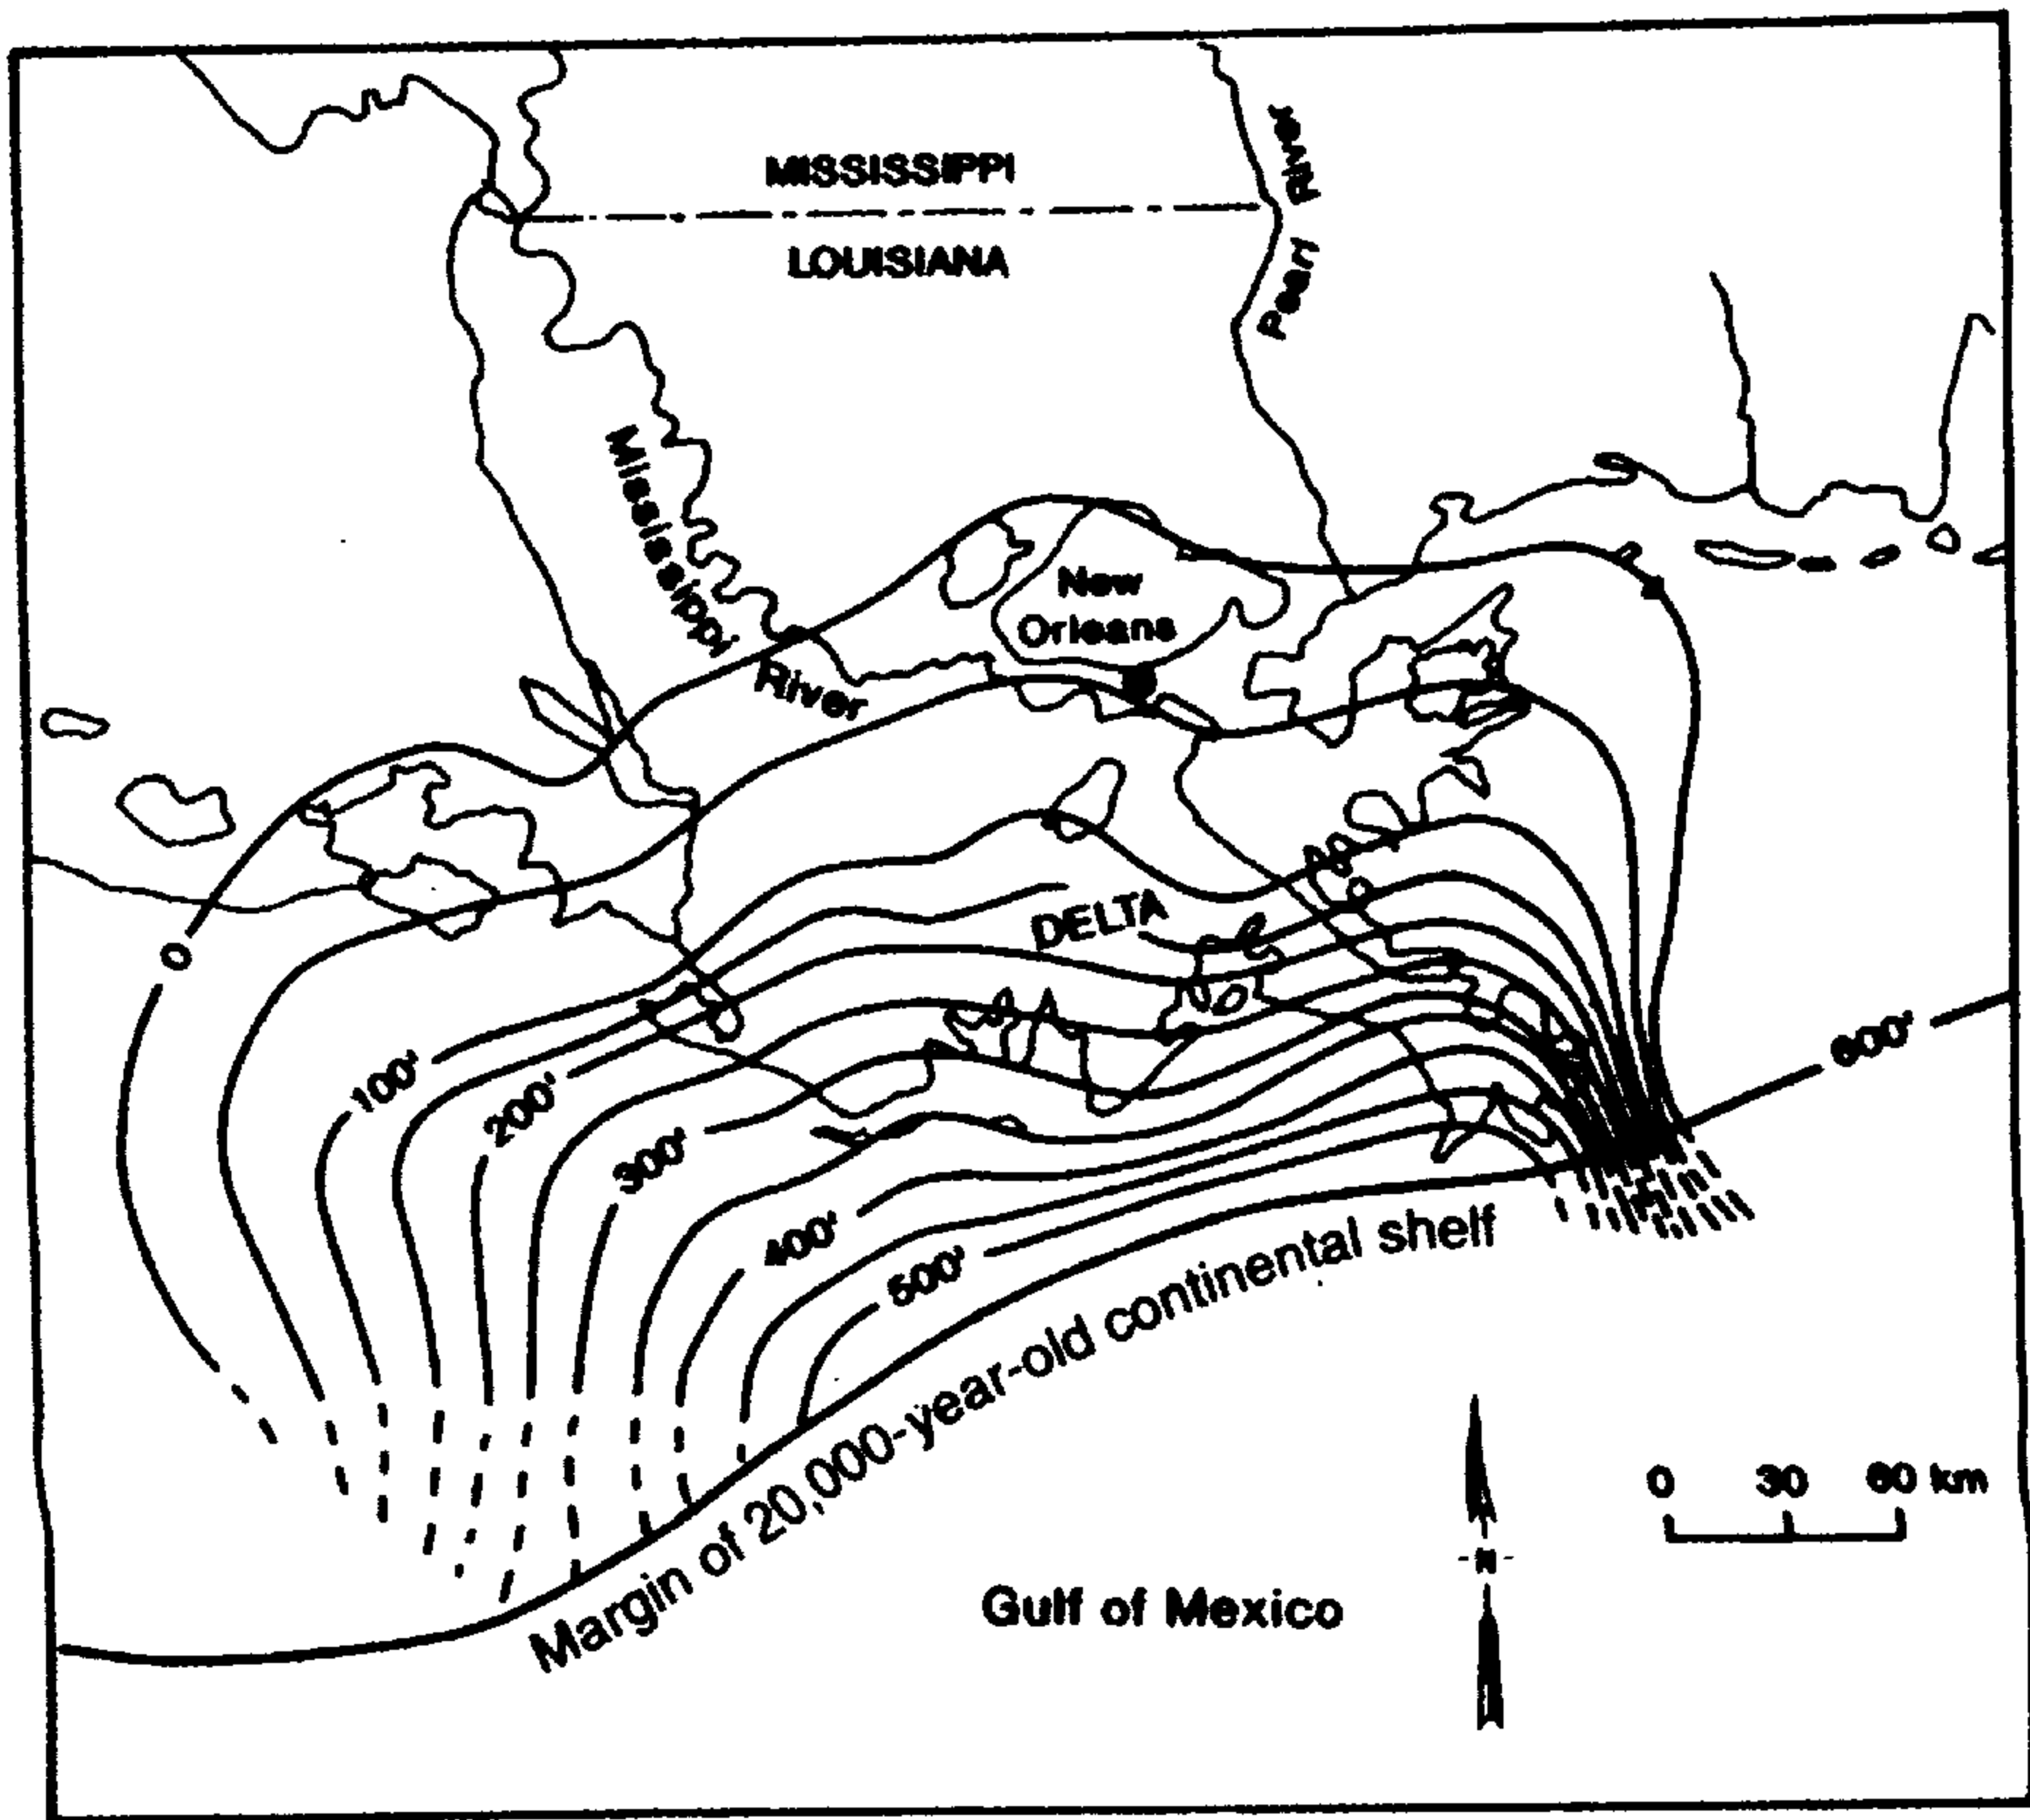 MISSISSIPPI
LOUISIANA
Pearl River
Mississippi
River
New
Orleans
DELTA
0
100'
200'
300'
400'
500'
600'
Margin of 20,000-year-old continental shelf
Gulf of Mexico
N
0 30 60 km